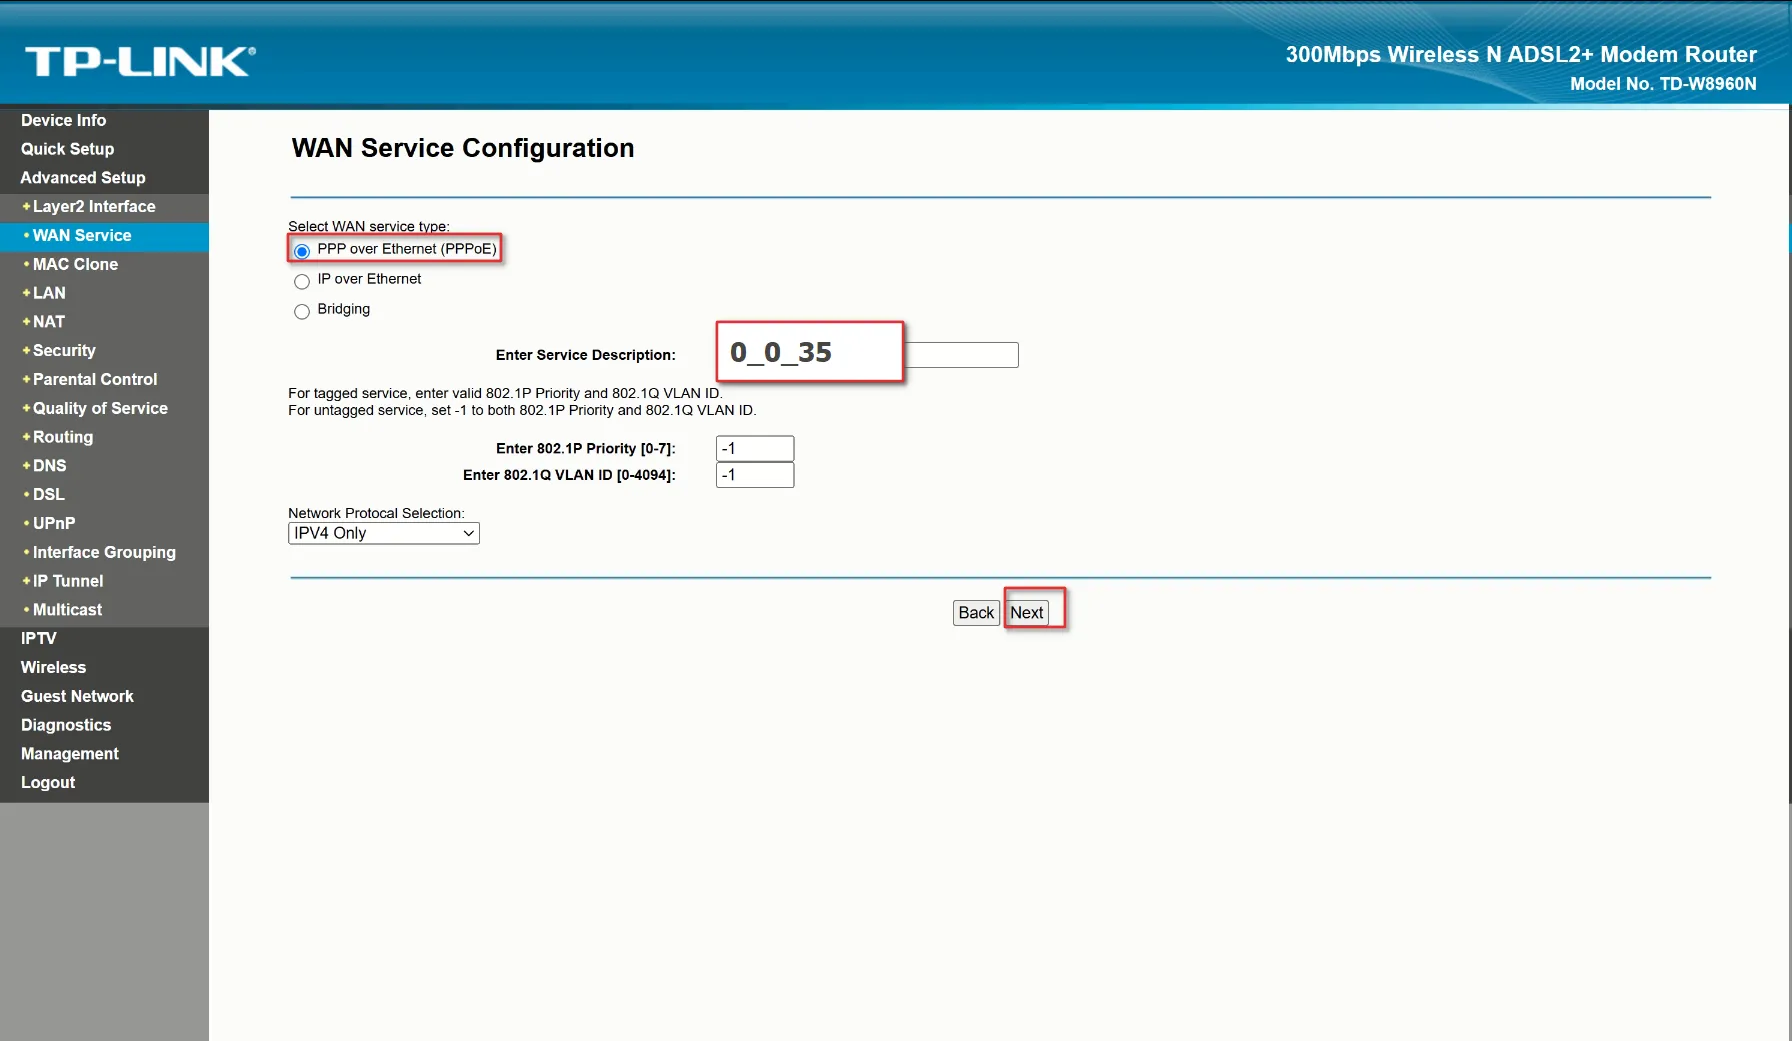 TP-LINK®
300Mbps Wireless N ADSL2+ Modem Router
Model No. TD-W8960N
Device Info
Quick Setup
Advanced Setup
+Layer2 Interface
•WAN Service
•MAC Clone
+LAN
+NAT
+Security
+Parental Control
+Quality of Service
+Routing
+DNS
•DSL
•UPnP
•Interface Grouping
+IP Tunnel
•Multicast
IPTV
Wireless
Guest Network
Diagnostics
Management
Logout
WAN Service Configuration
Select WAN service type:
PPP over Ethernet (PPPoE)
IP over Ethernet
Bridging
Enter Service Description: 0_0_35
For tagged service, enter valid 802.1P Priority and 802.1Q VLAN ID.
For untagged service, set -1 to both 802.1P Priority and 802.1Q VLAN ID.
Enter 802.1P Priority [0-7]: -1
Enter 802.1Q VLAN ID [0-4094]: -1
Network Protocal Selection:
IPV4 Only
Back Next